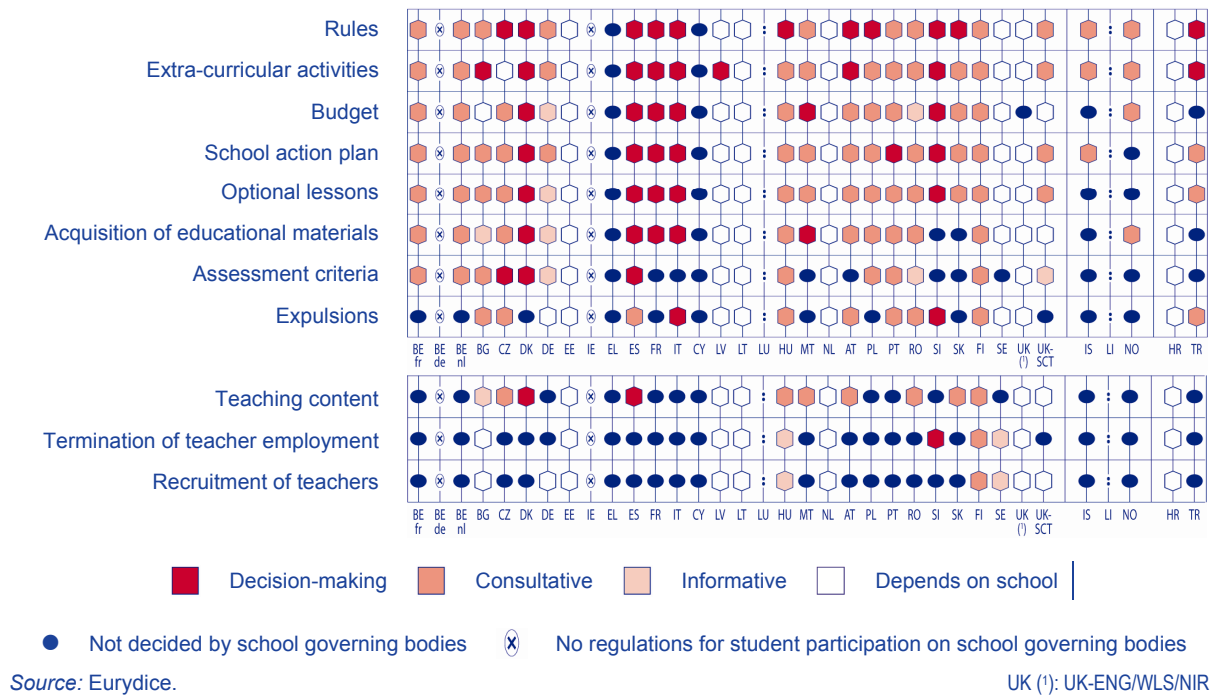 Rules
Extra-curricular activities
Budget
School action plan
Optional lessons
Acquisition of educational materials
Assessment criteria
Expulsions
BE fr BE de BE nl BG CZ DK DE EE IE EL ES FR IT CY LV LT LU HU MT NL AT PL PT RO SI SK FI SE UK (¹) UK-SCT IS LI NO HR TR
Teaching content
Termination of teacher employment
Recruitment of teachers
BE fr BE de BE nl BG CZ DK DE EE IE EL ES FR IT CY LV LT LU HU MT NL AT PL PT RO SI SK FI SE UK (¹) UK-SCT IS LI NO HR TR
Decision-making Consultative Informative Depends on school
Not decided by school governing bodies No regulations for student participation on school governing bodies
Source: Eurydice. UK (¹): UK-ENG/WLS/NIR